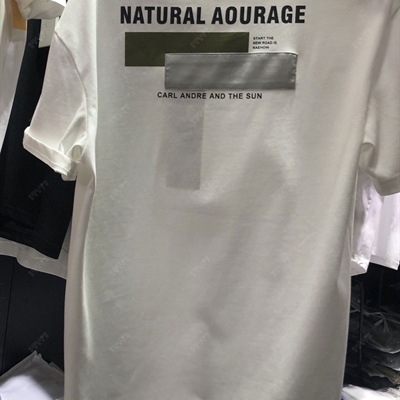 NATURAL AOURAGE
START THE
NEW ROAD IS
CARL ANDRE AND THE SUN